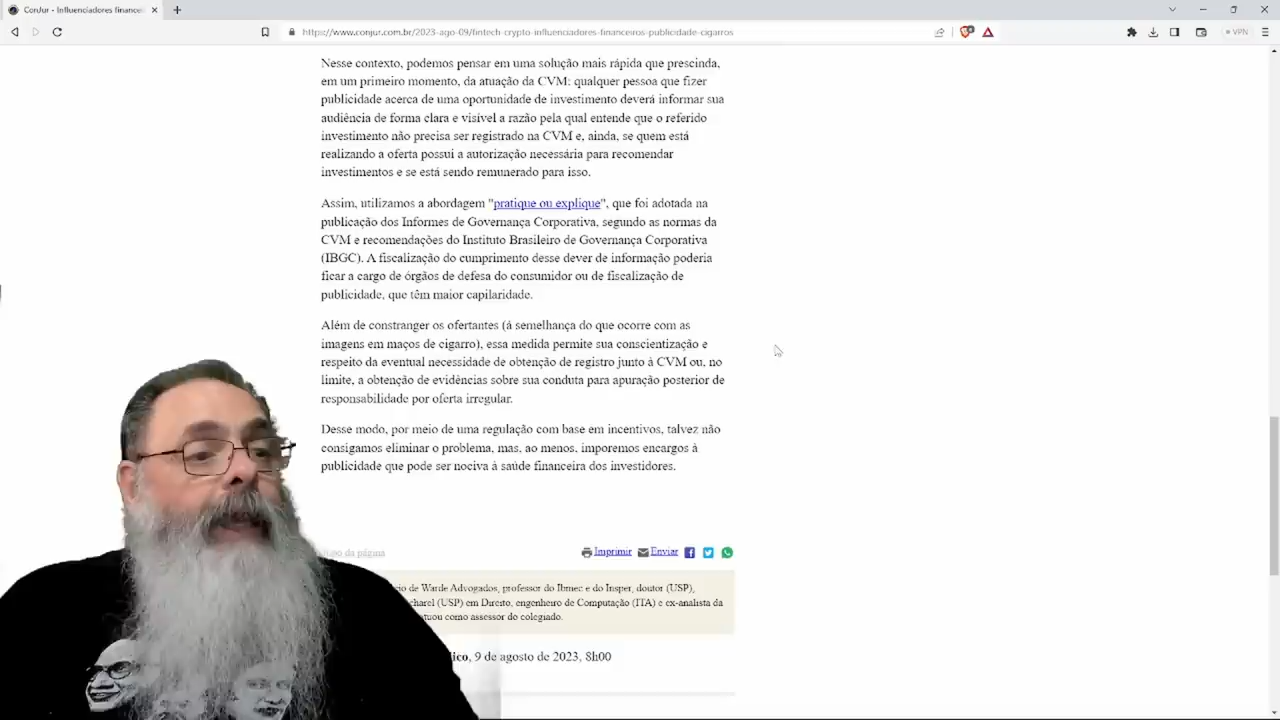 ConJur - Influenciadores financei
https://www.conjur.com.br/2023-ago-09/fintech-crypto-influenciadores-financeiros-publicidade-cigarros
VPN
Nesse contexto, podemos pensar em uma solução mais rápida que prescinda,
em um primeiro momento, da atuação da CVM: qualquer pessoa que fizer
publicidade acerca de uma oportunidade de investimento deverá informar sua
audiência de forma clara e visível a razão pela qual entende que o referido
investimento não precisa ser registrado na CVM e, ainda, se quem está
realizando a oferta possui a autorização necessária para recomendar
investimentos e se está sendo remunerado para isso.
Assim, utilizamos a abordagem "pratique ou explique", que foi adotada na
publicação dos Informes de Governança Corporativa, segundo as normas da
CVM e recomendações do Instituto Brasileiro de Governança Corporativa
(IBGC). A fiscalização do cumprimento desse dever de informação poderia
ficar a cargo de órgãos de defesa do consumidor ou de fiscalização de
publicidade, que têm maior capilaridade.
Além de constranger os ofertantes (à semelhança do que ocorre com as
imagens em maços de cigarro), essa medida permite sua conscientização e
respeito da eventual necessidade de obtenção de registro junto à CVM ou, no
limite, a obtenção de evidências sobre sua conduta para apuração posterior de
responsabilidade por oferta irregular.
Desse modo, por meio de uma regulação com base em incentivos, talvez não
consigamos eliminar o problema, mas, ao menos, imporemos encargos à
publicidade que pode ser nociva à saúde financeira dos investidores.
topo da página
Imprimir Enviar
cio de Warde Advogados, professor do Ibmec e do Insper, doutor (USP),
charel (USP) em Direito, engenheiro de Computação (ITA) e ex-analista da
tuou como assessor do colegiado.
ico, 9 de agosto de 2023, 8h00